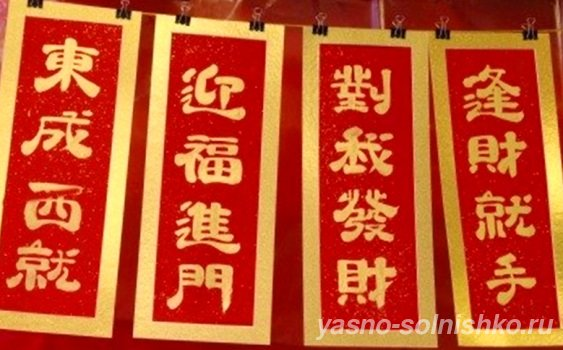 東成西就
迎福進門
對我發財
逢財就手
yasno-solnishko.ru